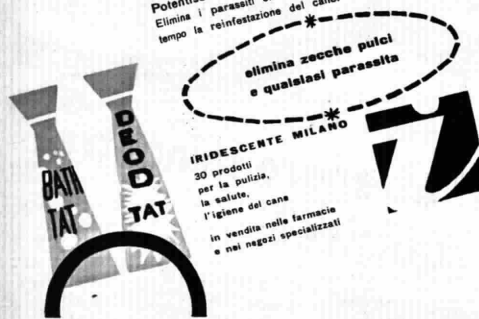 Elimina i parassiti
tempo la reinfestazione del
elimina zecche pulci
e qualsiasi parassita
IRIDESCENTE MILANO
30 prodotti
per la pulizia,
la salute,
l'igiene del cane
in vendita nelle farmacie
e nei negozi specializzati
BATH
TAT
DEOD
TAT